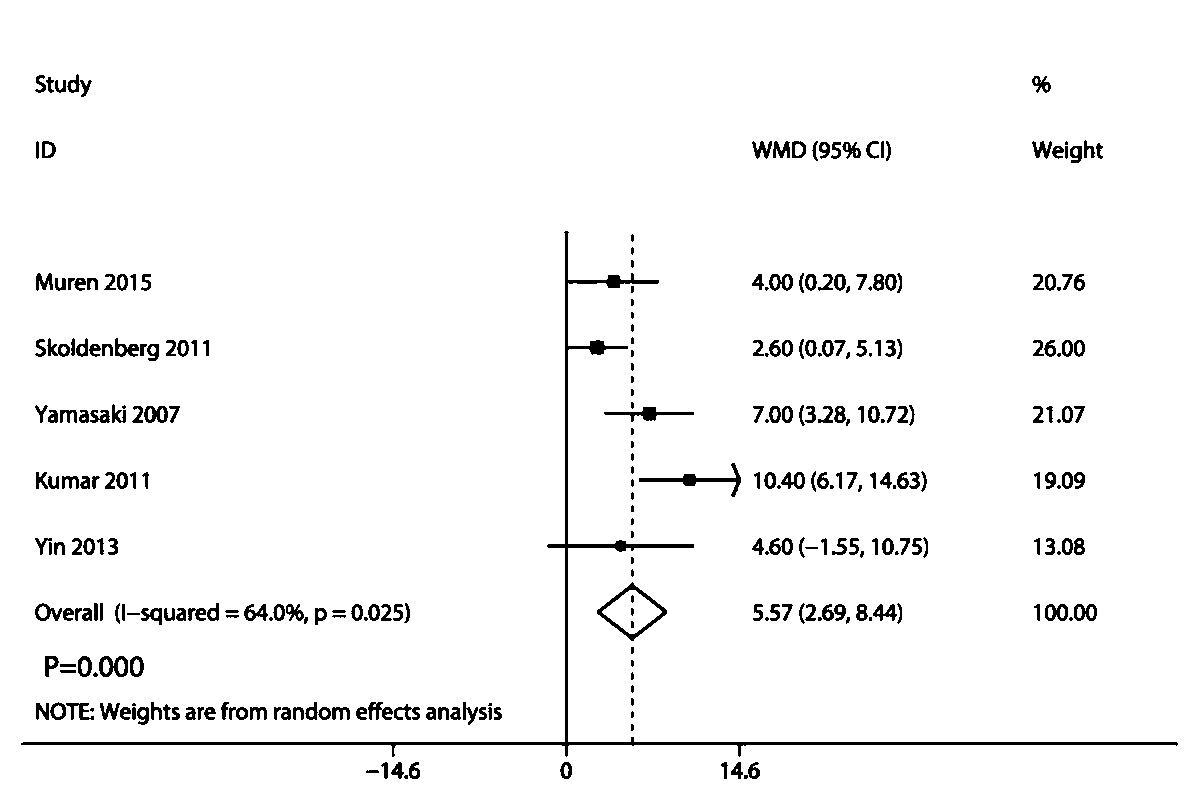 Study %
ID WMD (95% CI) Weight
Muren 2015 4.00 (0.20, 7.80) 20.76
Skoldenberg 2011 2.60 (0.07, 5.13) 26.00
Yamasaki 2007 7.00 (3.28, 10.72) 21.07
Kumar 2011 10.40 (6.17, 14.63) 19.09
Yin 2013 4.60 (−1.55, 10.75) 13.08
Overall (I−squared = 64.0%, p = 0.025) 5.57 (2.69, 8.44) 100.00
P=0.000
NOTE: Weights are from random effects analysis
−14.6 0 14.6